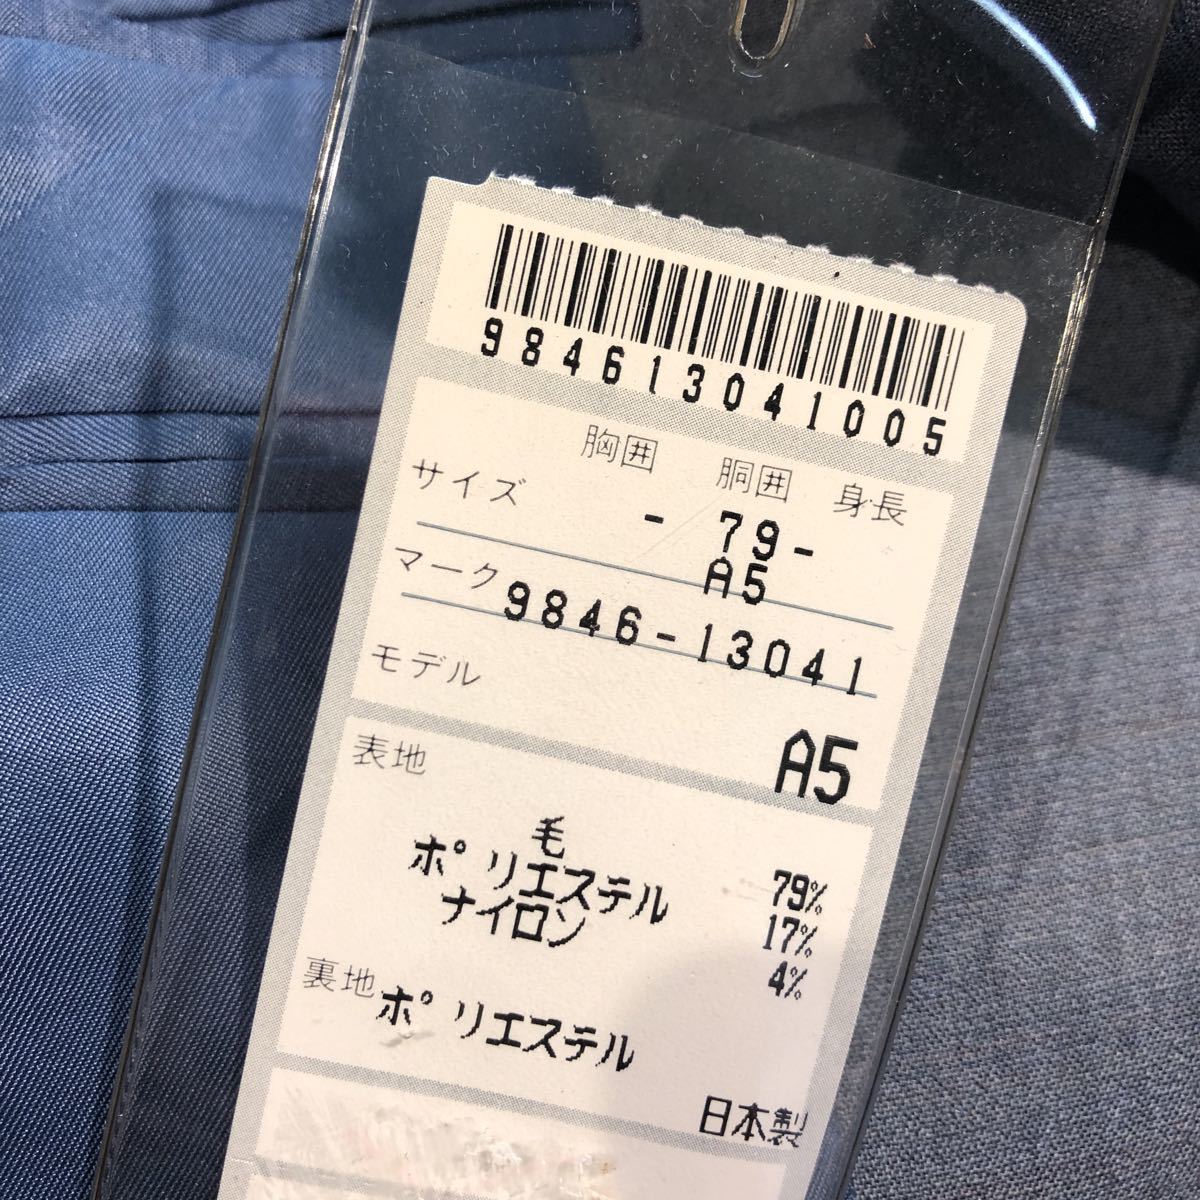 9846130410005
胸囲 胴囲 身長
サイズ - 79 -
マーク A5
9846-13041
モデル
A5
表地
毛 79%
ポリエステル 17%
ナイロン 4%
裏地 ポリエステル
日本製